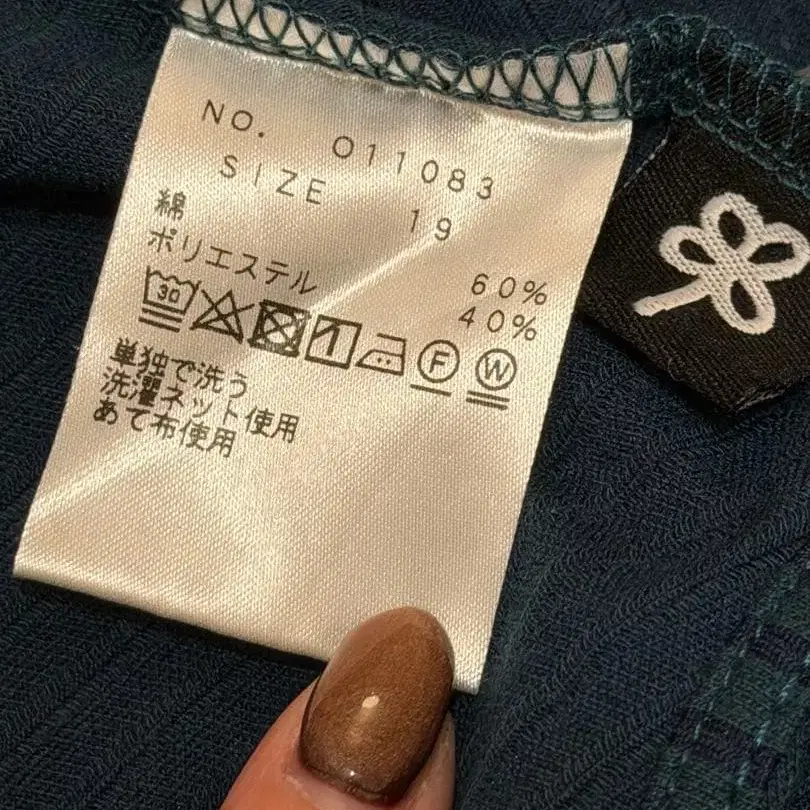 NO. 011083
SIZE 19
綿 60%
ポリエステル 40%
30 F W
単独で洗う
洗濯ネット使用
あて布使用